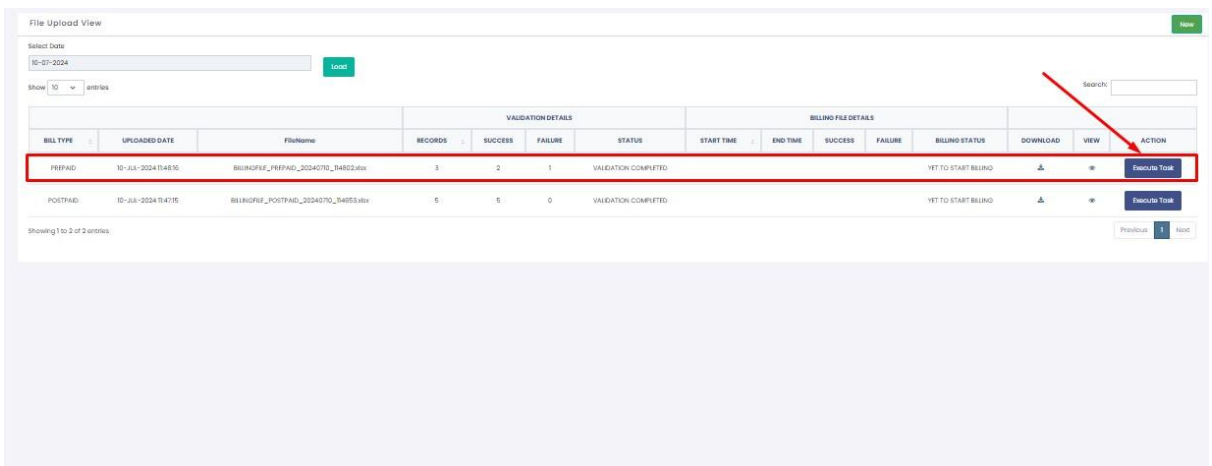 File Upload View
New
Select Date
10-07-2024
Load
Show 10 entries
Search:
VALIDATION DETAILS BILLING FILE DETAILS
BILL TYPE UPLOADED DATE FileName RECORDS SUCCESS FAILURE STATUS START TIME END TIME SUCCESS FAILURE BILLING STATUS DOWNLOAD VIEW ACTION
PREPAID 10-JUL-2024 11:48:16 BILLINGFILE_PREPAID_20240710_114802.xlsx 3 2 1 VALIDATION COMPLETED YET TO START BILLING Execute Task
POSTPAID 10-JUL-2024 11:47:15 BILLINGFILE_POSTPAID_20240710_114653.xlsx 5 5 0 VALIDATION COMPLETED YET TO START BILLING Execute Task
Showing 1 to 2 of 2 entries
Previous 1 Next